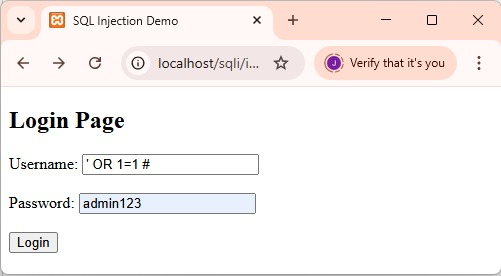 SQL Injection Demo
localhost/sqli/i...
J
Verify that it's you
Login Page
Username: ' OR 1=1 #
Password: admin123
Login